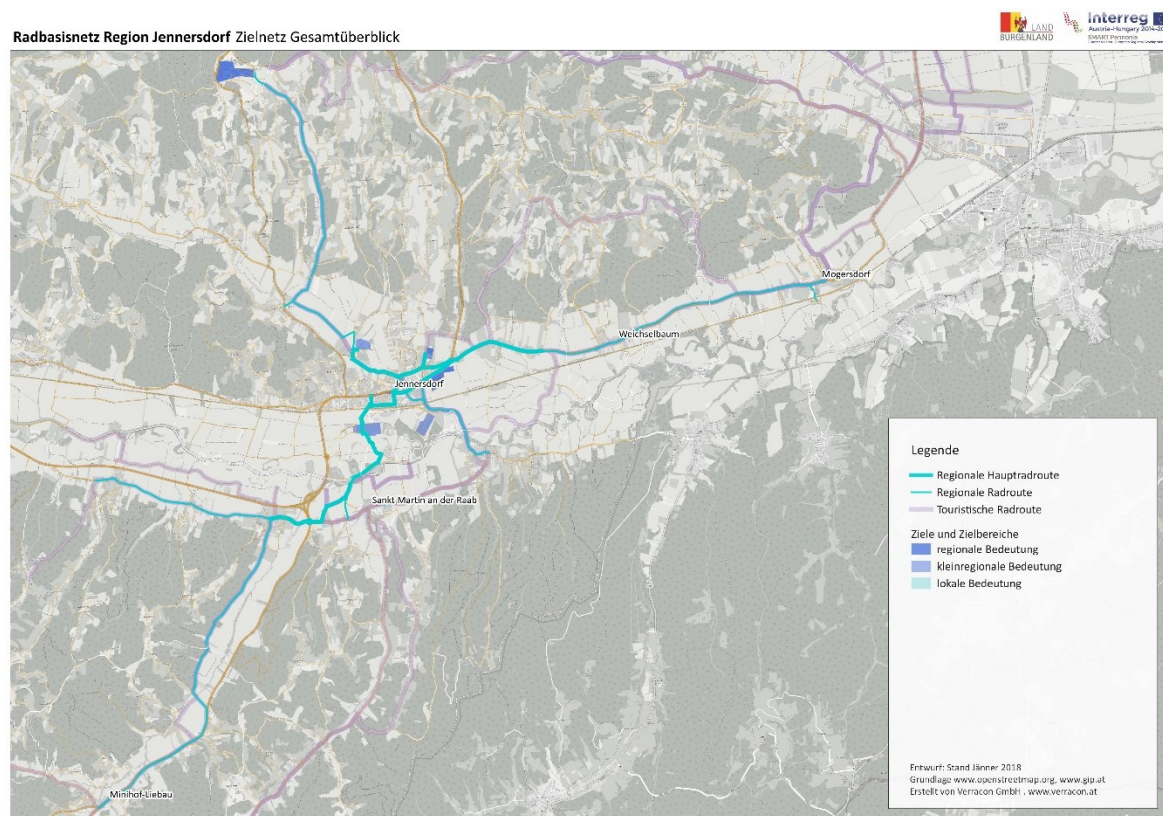 Radbasisnetz Region Jennersdorf Zielnetz Gesamtüberblick
LAND
BURGENLAND
Interreg
SMART Pannonia
Mogersdorf
Weichselbaum
Jennersdorf
Sankt Martin an der Raab
Minihof-Liebau
Legende
Regionale Hauptradroute
Regionale Radroute
Touristische Radroute
Ziele und Zielbereiche
regionale Bedeutung
kleinregionale Bedeutung
lokale Bedeutung
Entwurf: Stand Jänner 2018
Grundlage www.openstreetmap.org, www.gip.at
Erstellt von Verracon GmbH . www.verracon.at